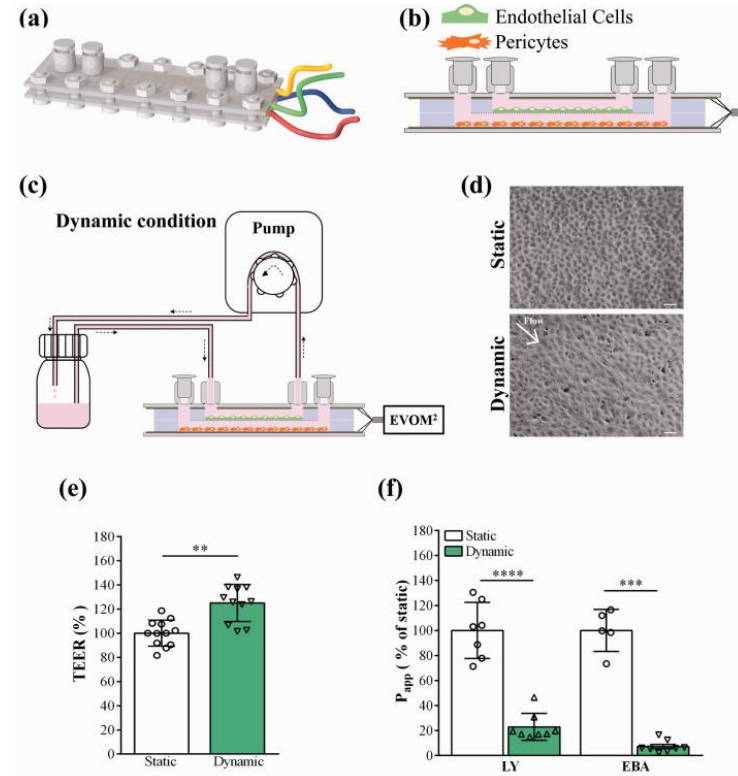 (a)
(b)
Endothelial Cells
Pericytes
(c)
Dynamic condition
Pump
EVOM²
(d)
Static
Dynamic
Flow
(e)
TEER (%)
180
160
140
120
100
80
60
40
20
0
**
Static
Dynamic
(f)
Papp ( % of static)
180
160
140
120
100
80
60
40
20
0
Static
Dynamic
****
***
LY
EBA